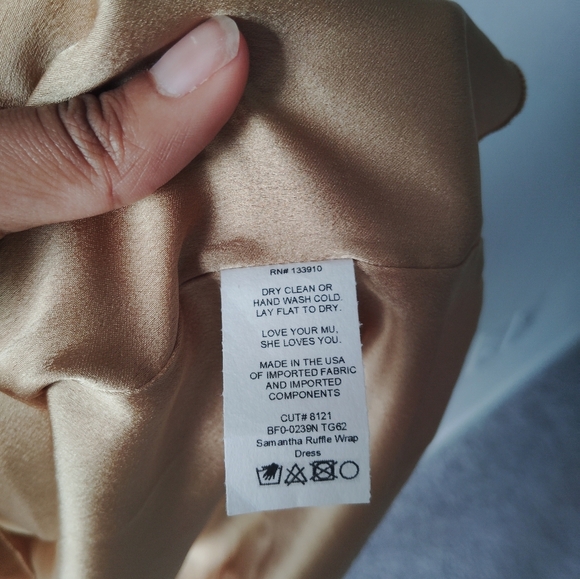 RN# 133910
DRY CLEAN OR
HAND WASH COLD.
LAY FLAT TO DRY.
LOVE YOUR MU,
SHE LOVES YOU.
MADE IN THE USA
OF IMPORTED FABRIC
AND IMPORTED
COMPONENTS
CUT# 8121
BF0-0239N TG62
Samantha Ruffle Wrap
Dress